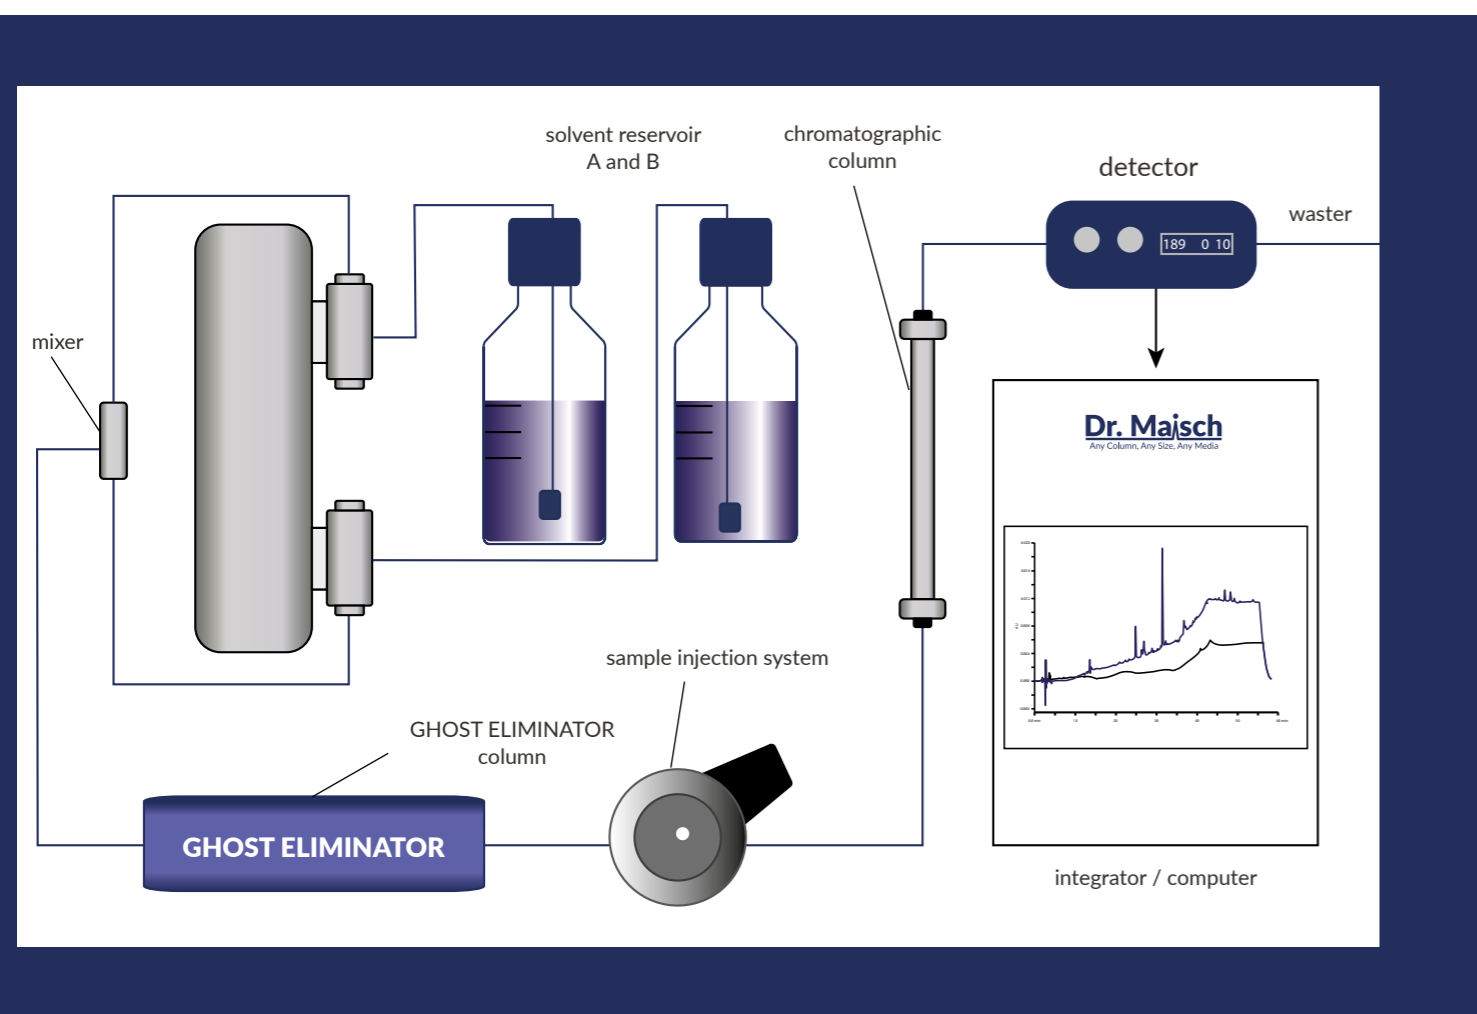 solvent reservoir
A and B
chromatographic
column
detector
waster
189 0 10
mixer
Dr. Maisch
Any Column, Any Size, Any Media
sample injection system
GHOST ELIMINATOR
column
GHOST ELIMINATOR
integrator / computer